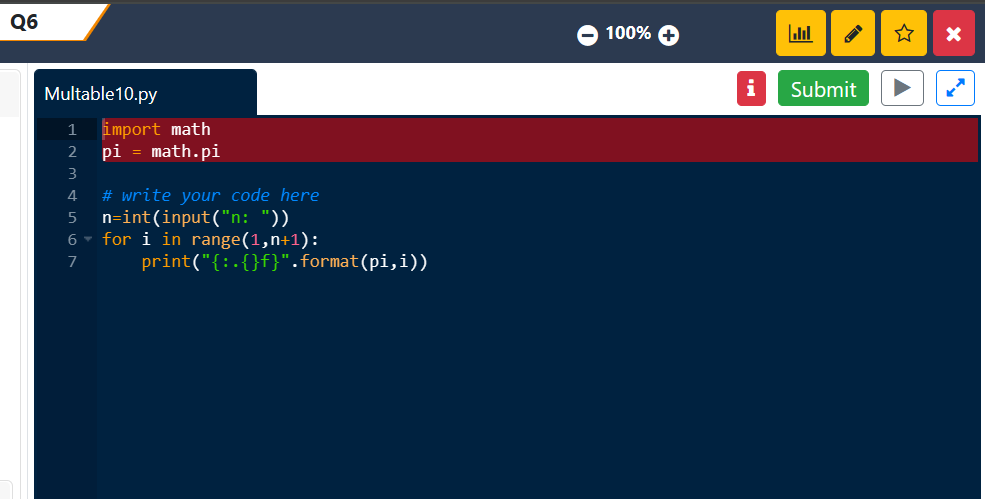 Q6
100%
Multable10.py
Submit
1 import math
2 pi = math.pi
3
4 # write your code here
5 n=int(input("n: "))
6 for i in range(1,n+1):
7     print("{:.{}f}".format(pi,i))